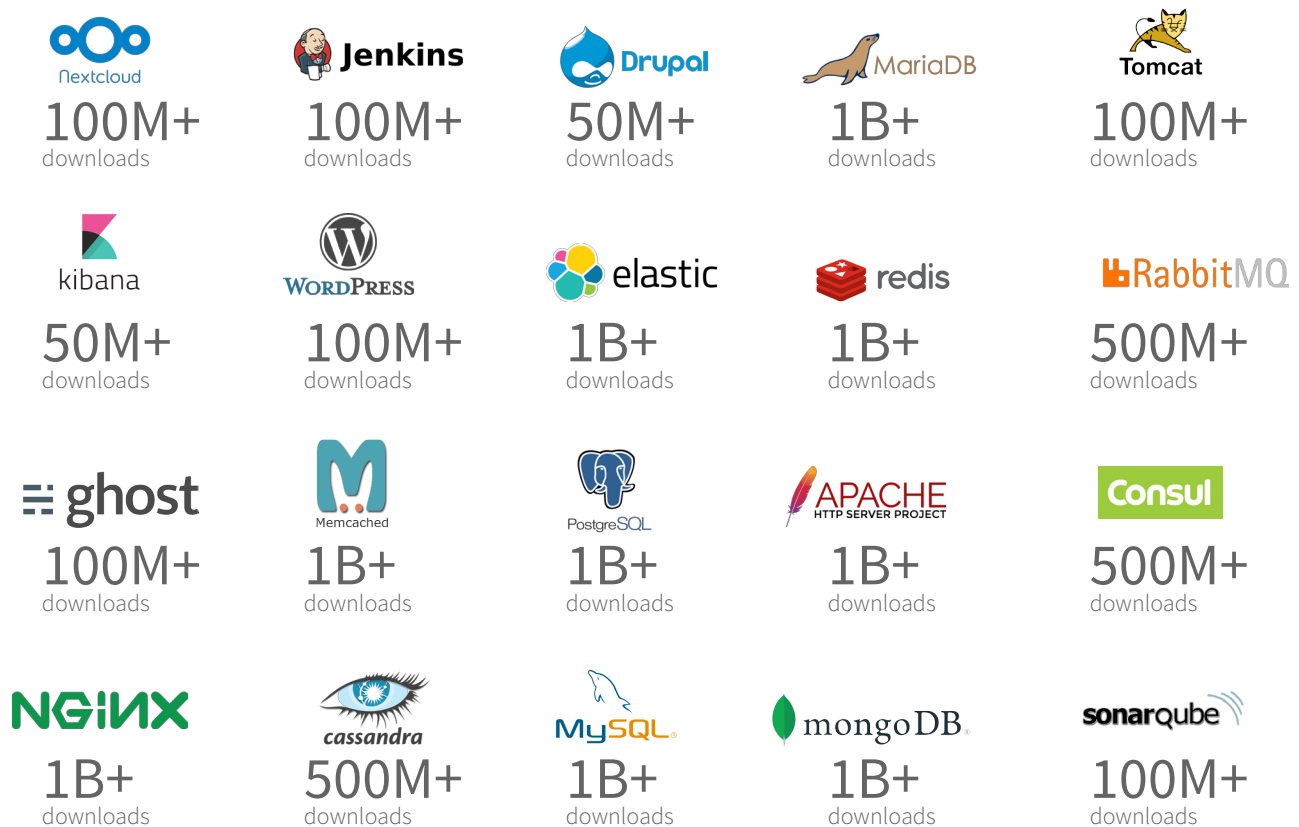 Nextcloud
100M+
downloads
Jenkins
100M+
downloads
Drupal
50M+
downloads
MariaDB
1B+
downloads
Tomcat
100M+
downloads
kibana
50M+
downloads
WORDPRESS
100M+
downloads
elastic
1B+
downloads
redis
1B+
downloads
RabbitMQ
500M+
downloads
ghost
100M+
downloads
Memcached
1B+
downloads
PostgreSQL
1B+
downloads
APACHE
HTTP SERVER PROJECT
1B+
downloads
Consul
500M+
downloads
NGINX
1B+
downloads
cassandra
500M+
downloads
MySQL®
1B+
downloads
mongoDB®
1B+
downloads
sonarqube
100M+
downloads